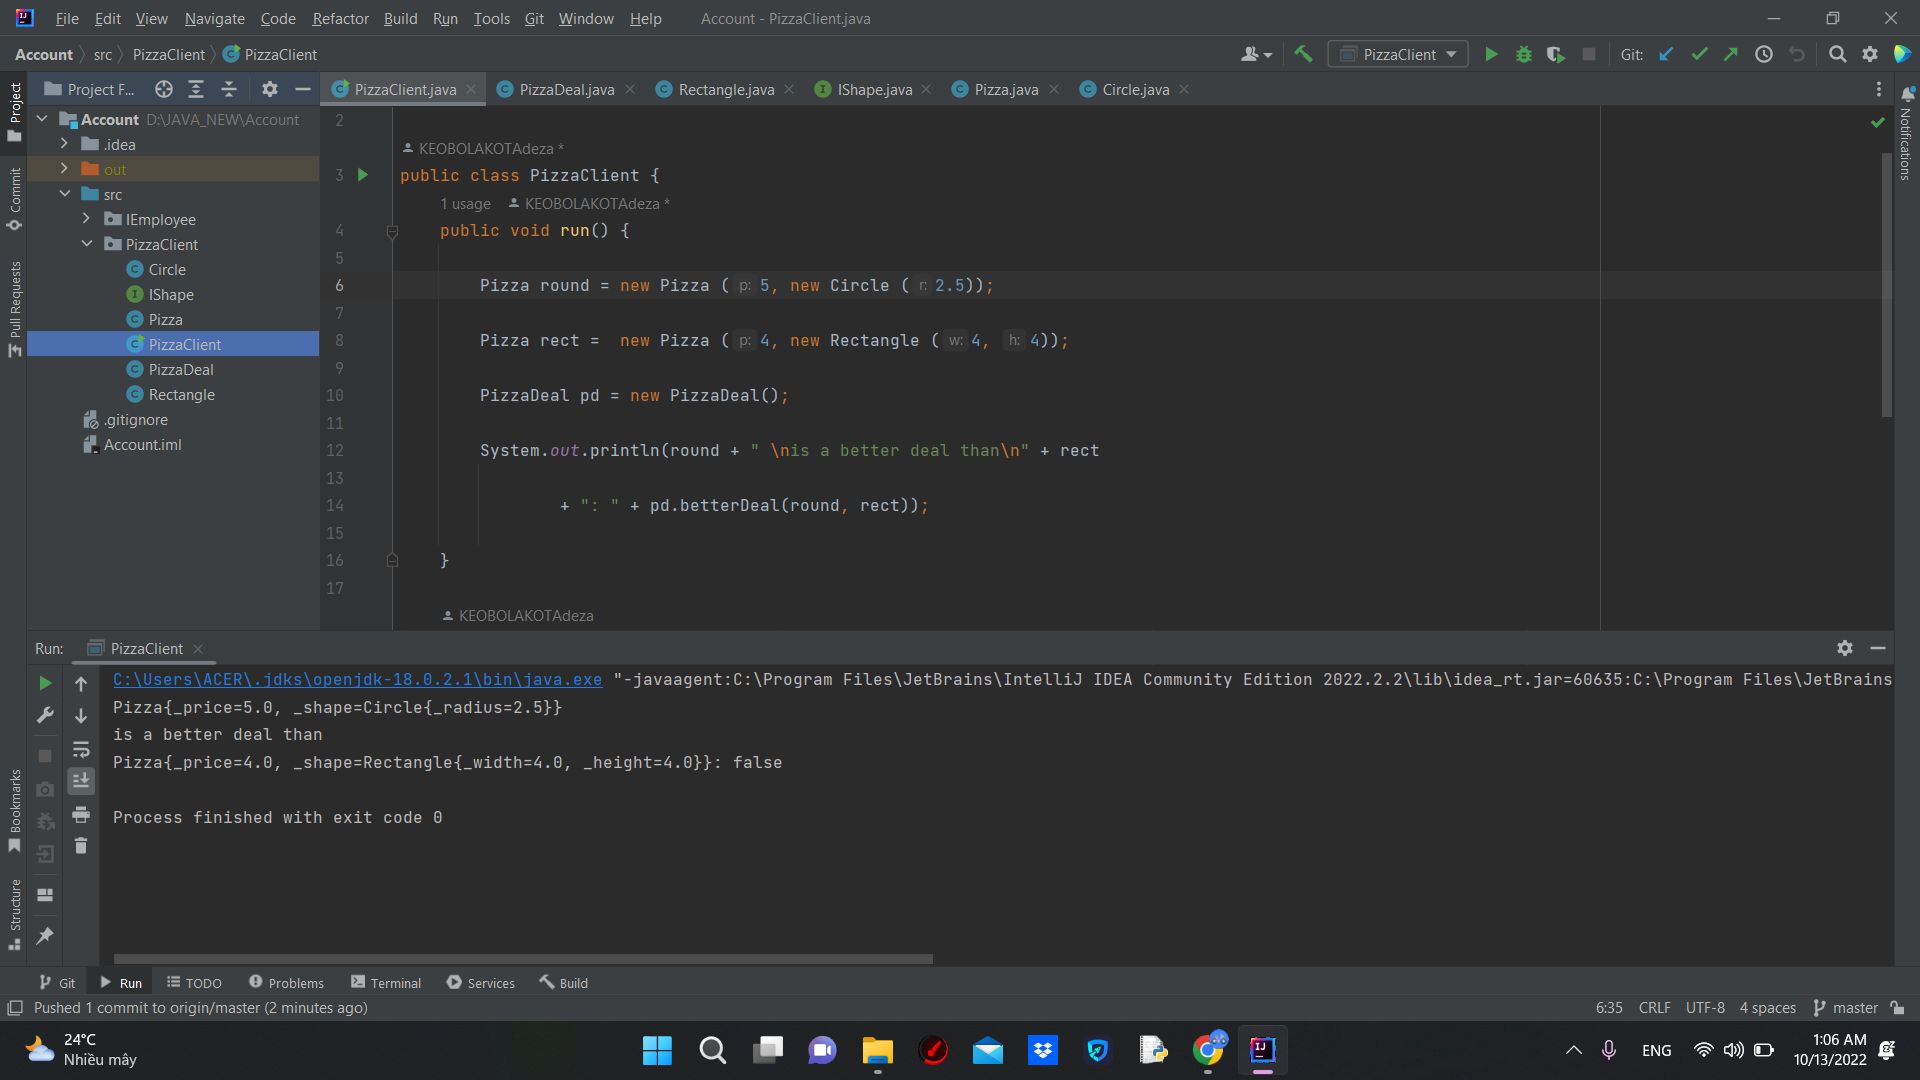 File Edit View Navigate Code Refactor Build Run Tools Git Window Help Account - PizzaClient.java
Account src PizzaClient PizzaClient PizzaClient Git:
Project F... PizzaClient.java PizzaDeal.java Rectangle.java IShape.java Pizza.java Circle.java
Project
Commit
Pull Requests
Bookmarks
Structure
Notifications
Account D:\JAVA_NEW\Account
.idea
out
src
IEmployee
PizzaClient
Circle
IShape
Pizza
PizzaClient
PizzaDeal
Rectangle
.gitignore
Account.iml
2
KEOBOLAKOTAdeza *
3 public class PizzaClient {
1 usage KEOBOLAKOTAdeza *
4 public void run() {
5
6 Pizza round = new Pizza ( p: 5, new Circle ( r: 2.5));
7
8 Pizza rect =  new Pizza ( p: 4, new Rectangle ( w: 4, h: 4));
9
10 PizzaDeal pd = new PizzaDeal();
11
12 System.out.println(round + " \nis a better deal than\n" + rect
13
14 + ": " + pd.betterDeal(round, rect));
15
16 }
17
KEOBOLAKOTAdeza
Run: PizzaClient
C:\Users\ACER\.jdks\openjdk-18.0.2.1\bin\java.exe "-javaagent:C:\Program Files\JetBrains\IntelliJ IDEA Community Edition 2022.2.2\lib\idea_rt.jar=60635:C:\Program Files\JetBrains
Pizza{_price=5.0, _shape=Circle{_radius=2.5}}
is a better deal than
Pizza{_price=4.0, _shape=Rectangle{_width=4.0, _height=4.0}}: false
Process finished with exit code 0
Git Run TODO Problems Terminal Services Build
Pushed 1 commit to origin/master (2 minutes ago) 6:35 CRLF UTF-8 4 spaces master
24°C
Nhiều mây
ENG
1:06 AM
10/13/2022